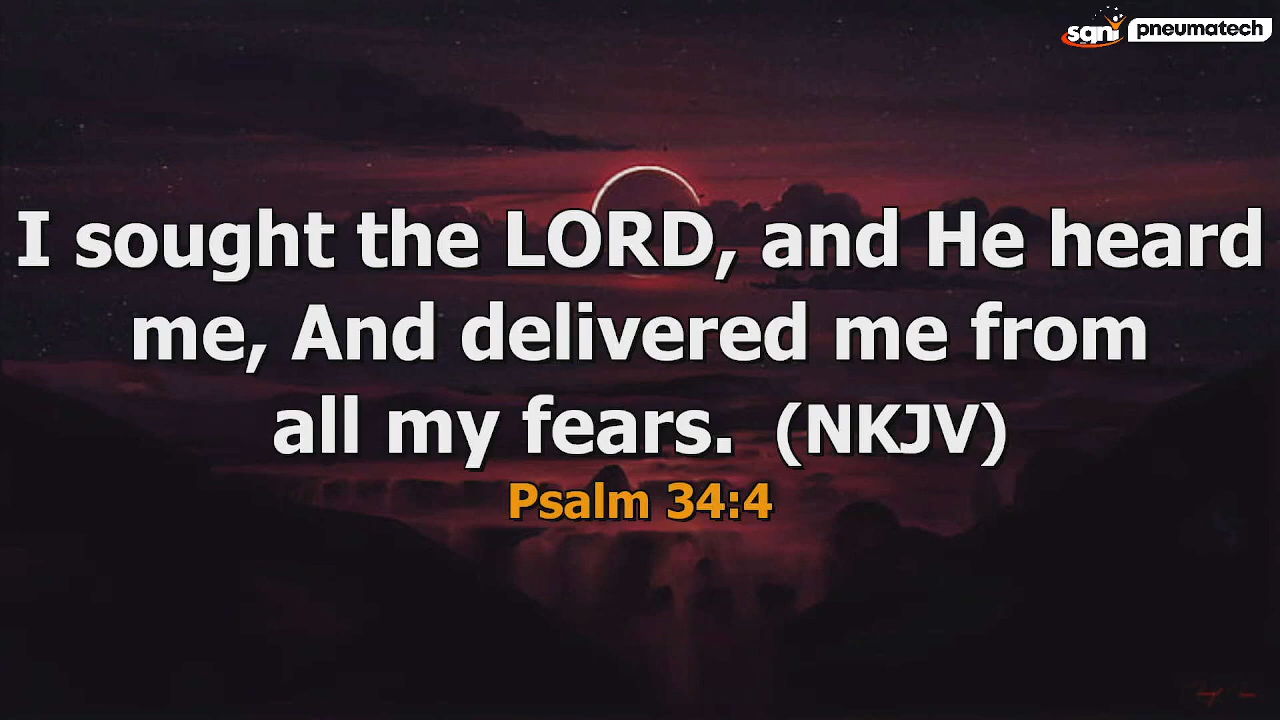 sqni pneumatech
I sought the LORD, and He heard
me, And delivered me from
all my fears. (NKJV)
Psalm 34:4